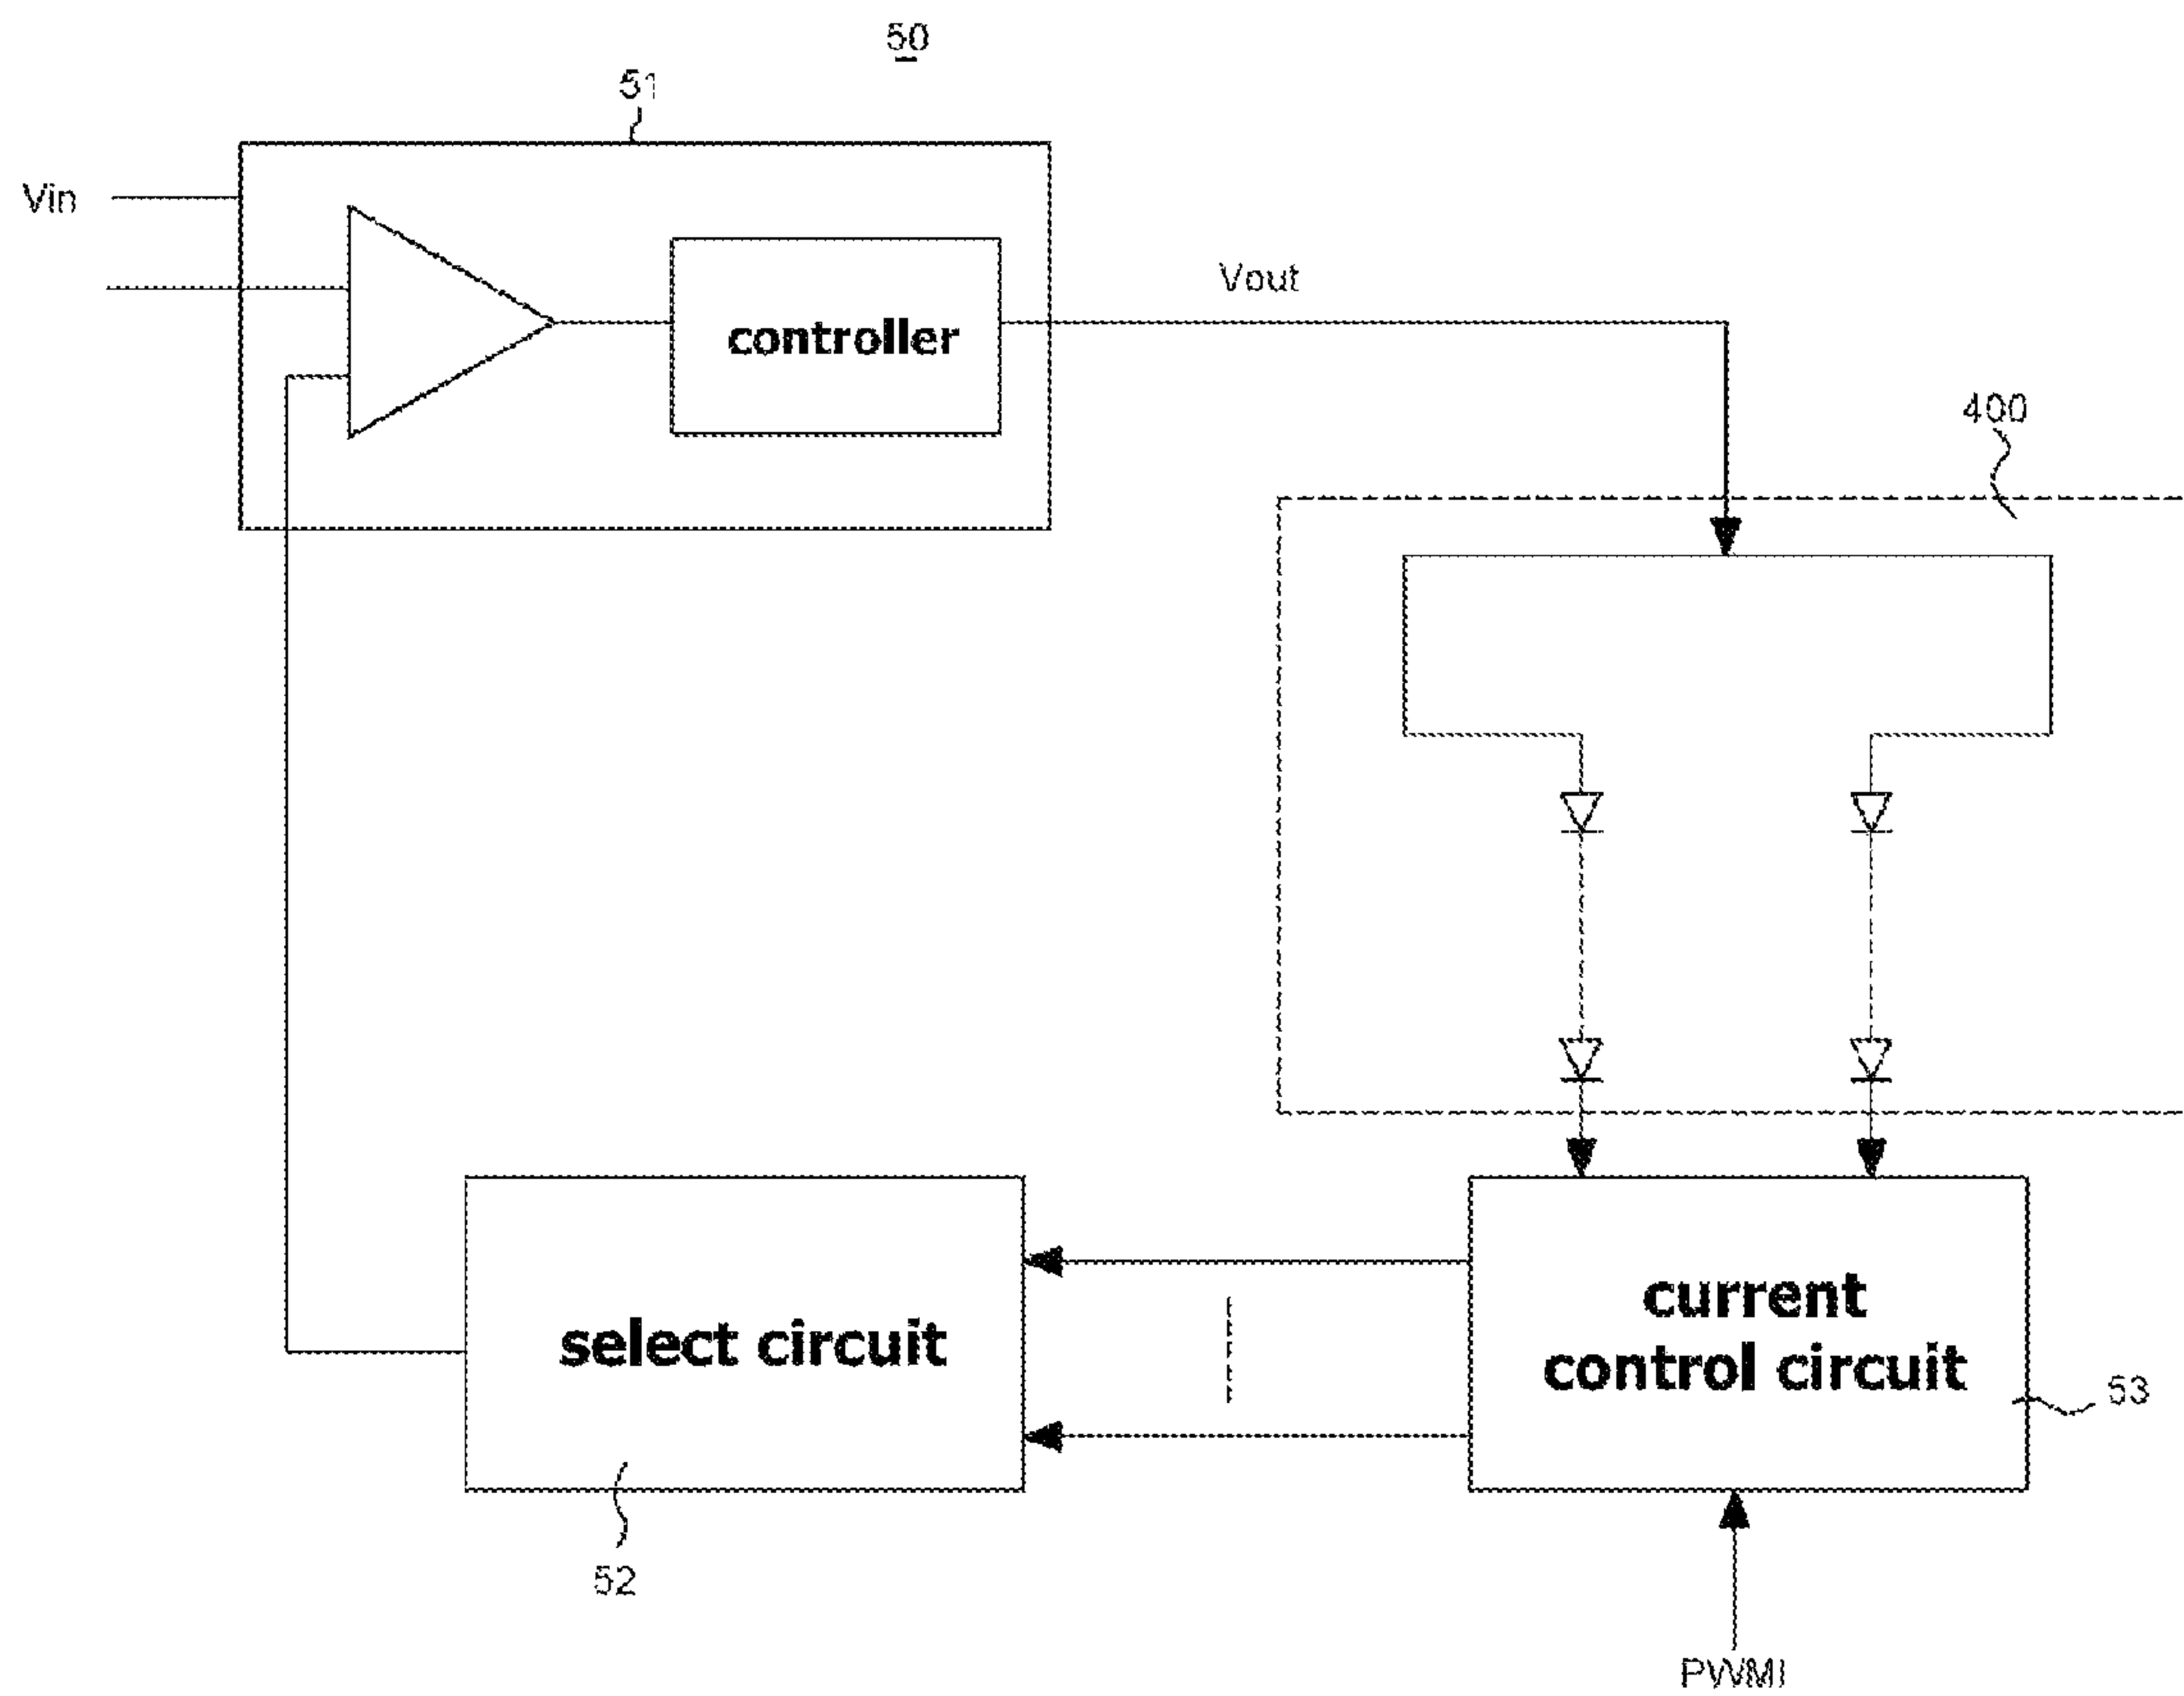 50
51
Vin
controller
Vout
400
select circuit
current
control circuit
53
52
PWMI